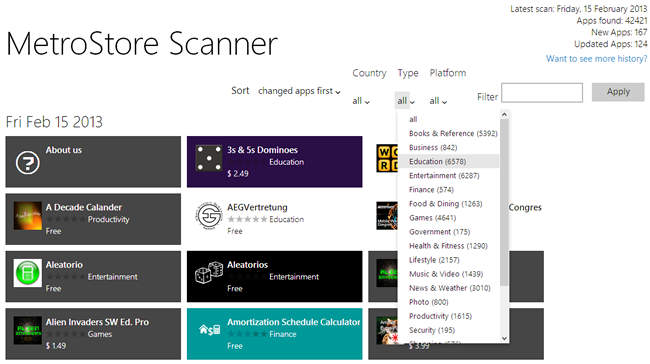 Latest scan: Friday, 15 February 2013
Apps found: 42421
New Apps: 167
Updated Apps: 124
Want to see more history?
MetroStore Scanner
Country Type Platform
Sort changed apps first all all all Filter Apply
Fri Feb 15 2013
all
Books & Reference (5392)
Business (842)
Education (6578)
Entertainment (6287)
Finance (574)
Food & Dining (1263)
Games (4641)
Government (175)
Health & Fitness (1290)
Lifestyle (2157)
Music & Video (1439)
News & Weather (3010)
Photo (800)
Productivity (1615)
Security (195)
About us
3s & 5s Dominoes
Education
$ 2.49
WO
RD
A Decade Calander
Productivity
Free
AEGVertretung
Education
Free
Congres
Aleatorio
Entertainment
Free
Aleatorios
Entertainment
Free
Alien Invaders SW Ed. Pro
Games
$ 1.49
Amortization Schedule Calculator
Finance
Free
$ 3.99